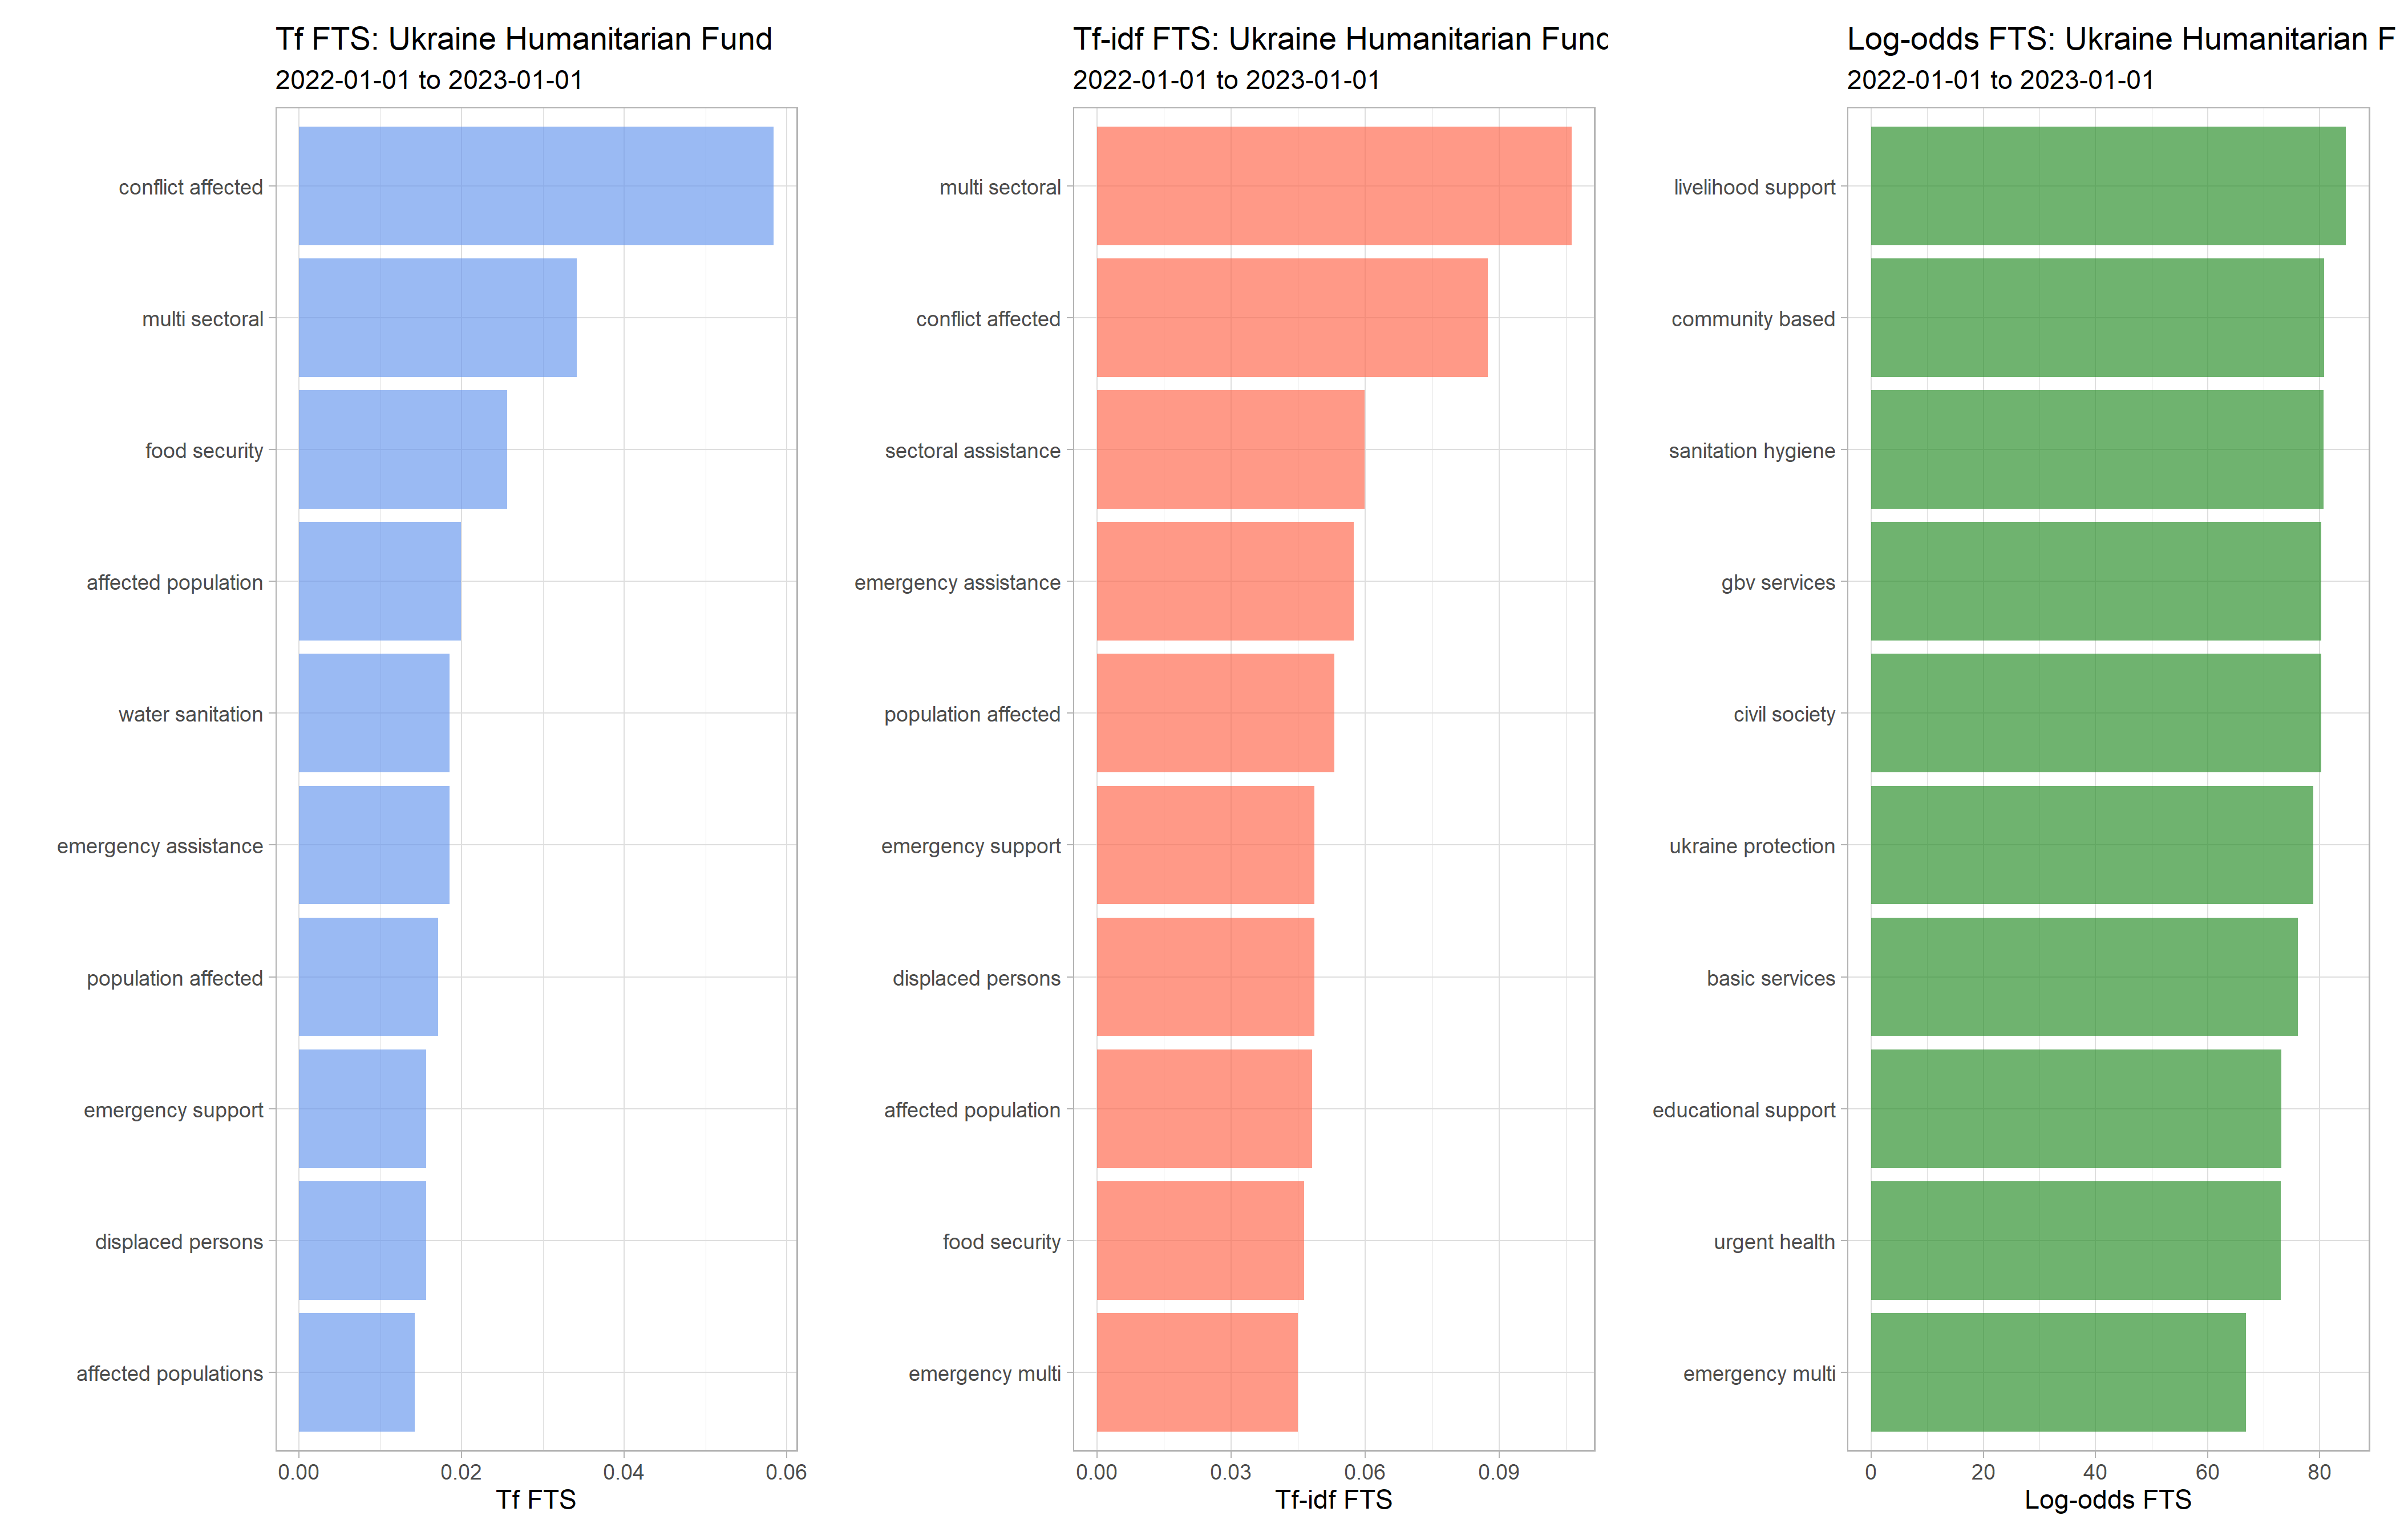 Tf FTS: Ukraine Humanitarian Fund
2022-01-01 to 2023-01-01
conflict affected
multi sectoral
food security
affected population
water sanitation
emergency assistance
population affected
emergency support
displaced persons
affected populations
0.00 0.02 0.04 0.06
Tf FTS
Tf-idf FTS: Ukraine Humanitarian Fund
2022-01-01 to 2023-01-01
multi sectoral
conflict affected
sectoral assistance
emergency assistance
population affected
emergency support
displaced persons
affected population
food security
emergency multi
0.00 0.03 0.06 0.09
Tf-idf FTS
Log-odds FTS: Ukraine Humanitarian F
2022-01-01 to 2023-01-01
livelihood support
community based
sanitation hygiene
gbv services
civil society
ukraine protection
basic services
educational support
urgent health
emergency multi
0 20 40 60 80
Log-odds FTS